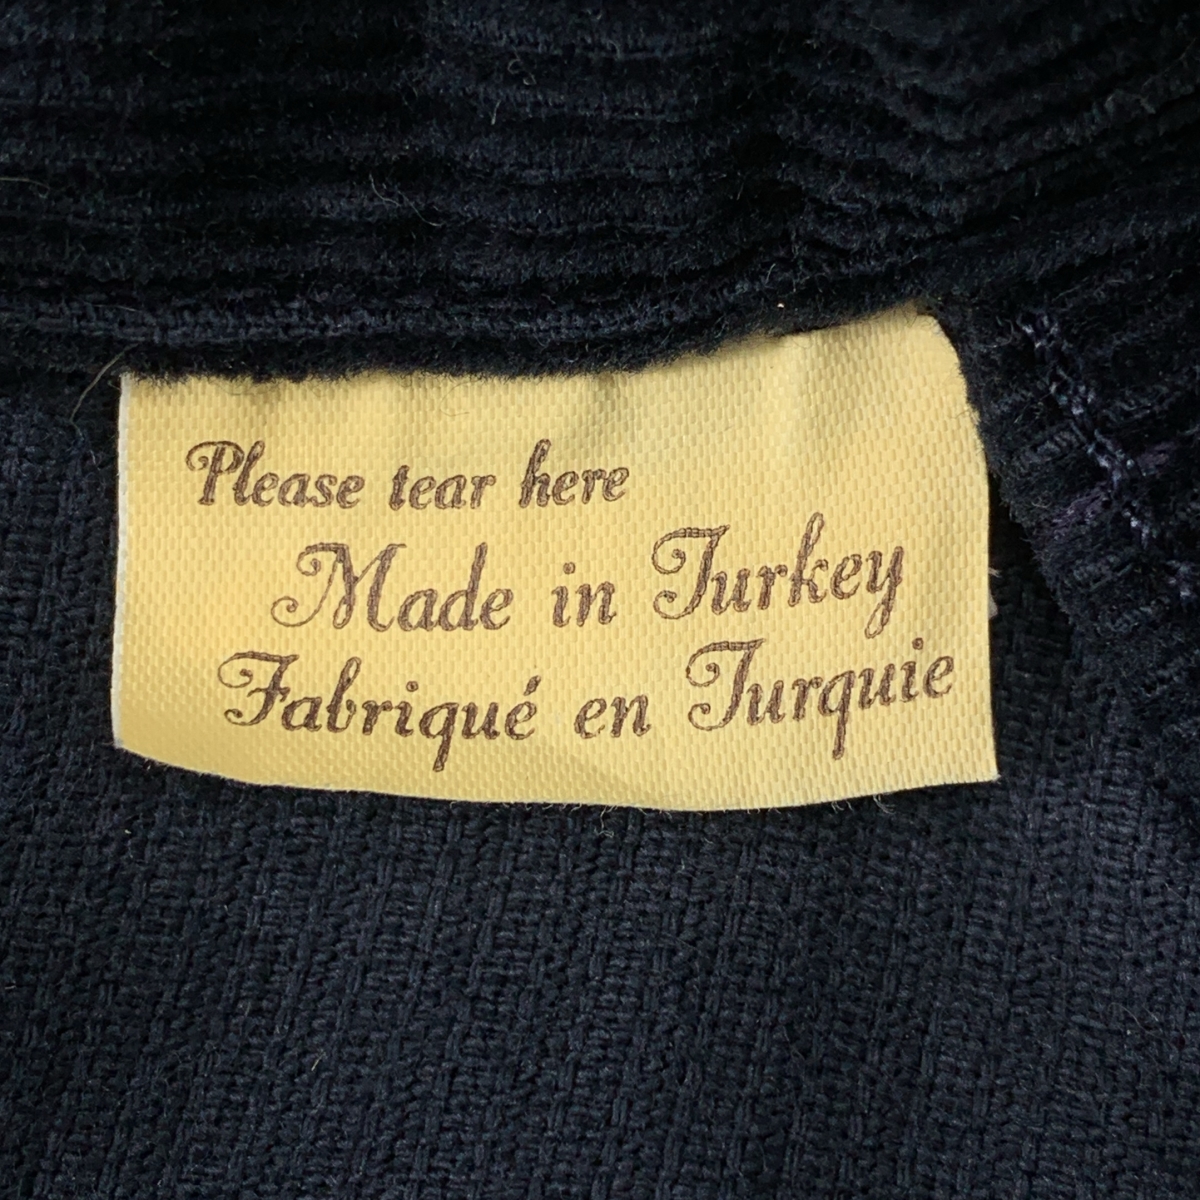 Please tear here
Made in Turkey
Fabriqué en Turquie